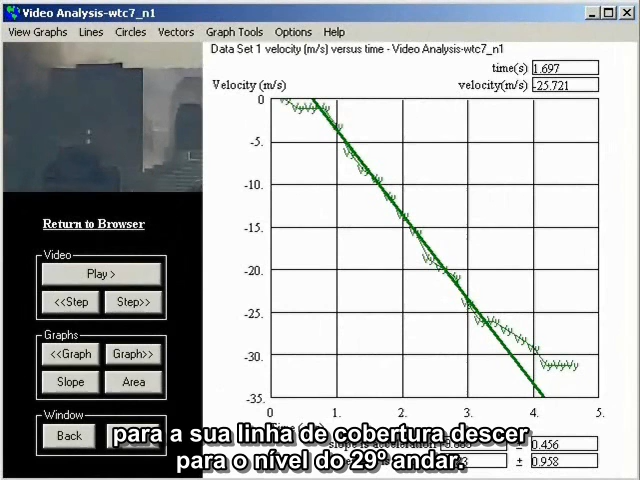 Video Analysis-wtc7_n1
View Graphs Lines Circles Vectors Graph Tools Options Help
Data Set 1 velocity (m/s) versus time - Video Analysis-wtc7_n1
time(s) 1.697
Velocity (m/s) velocity(m/s) -25.721
0
-5.
-10.
-15.
-20.
-25.
-30.
-35.
0 1. 2. 3. 4. 5.
Return to Browser
Video
Play >
<<Step Step>>
Graphs
<<Graph Graph>>
Slope Area
Window
Back
slope is acceleration ± 0.456
± 0.958
para a sua linha de cobertura descer
para o nível do 29º andar.